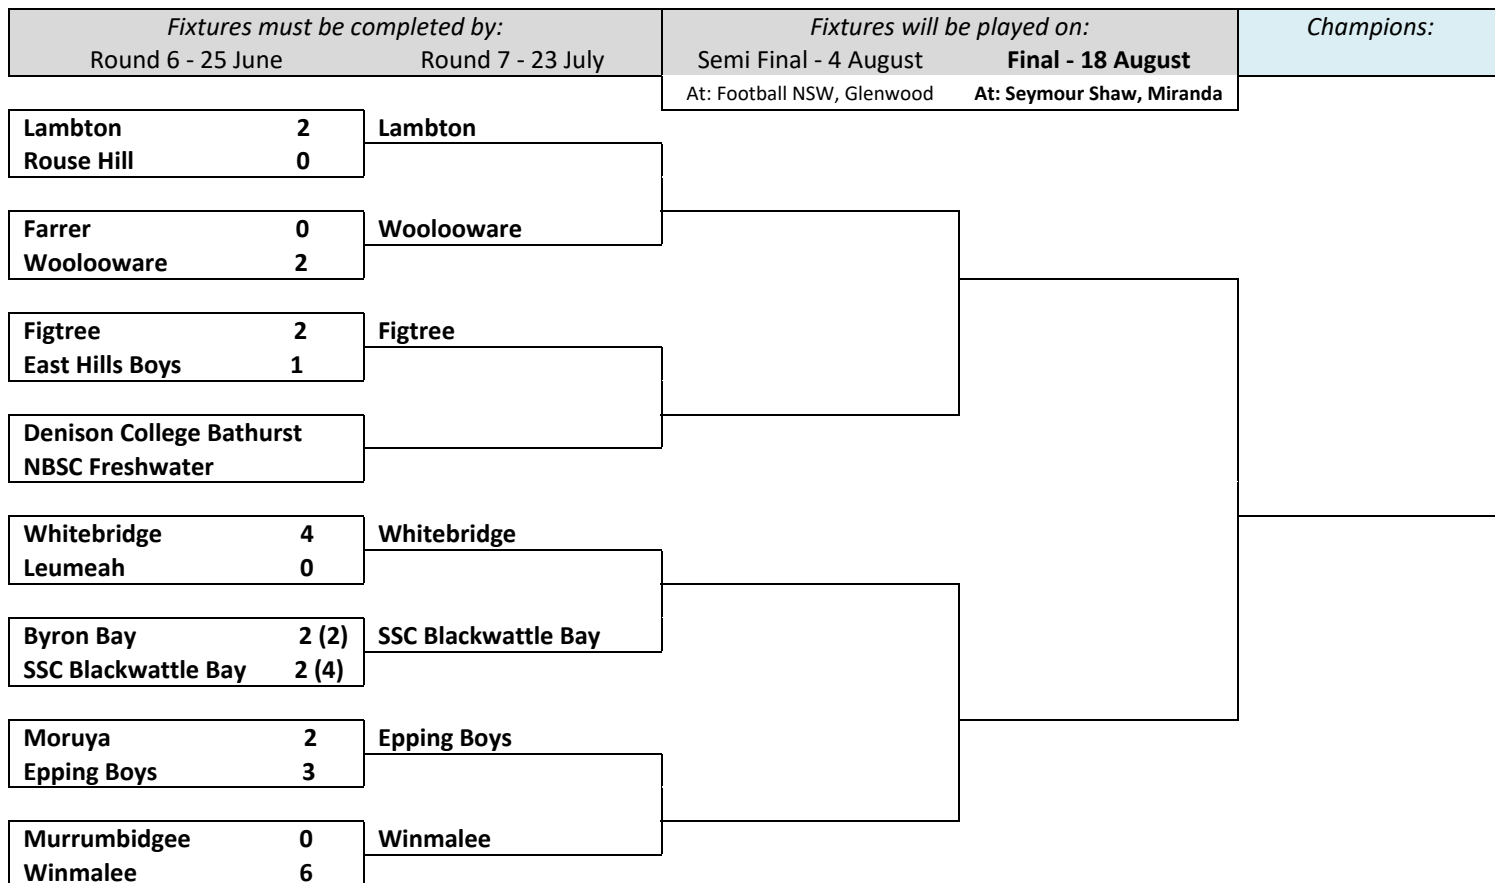 Fixtures must be completed by: Fixtures will be played on: Champions:
Round 6 - 25 June Round 7 - 23 July Semi Final - 4 August Final - 18 August
At: Football NSW, Glenwood At: Seymour Shaw, Miranda
Lambton 2 Lambton
Rouse Hill 0
Farrer 0 Woolooware
Woolooware 2
Figtree 2 Figtree
East Hills Boys 1
Denison College Bathurst
NBSC Freshwater
Whitebridge 4 Whitebridge
Leumeah 0
Byron Bay 2 (2) SSC Blackwattle Bay
SSC Blackwattle Bay 2 (4)
Moruya 2 Epping Boys
Epping Boys 3
Murrumbidgee 0 Winmalee
Winmalee 6